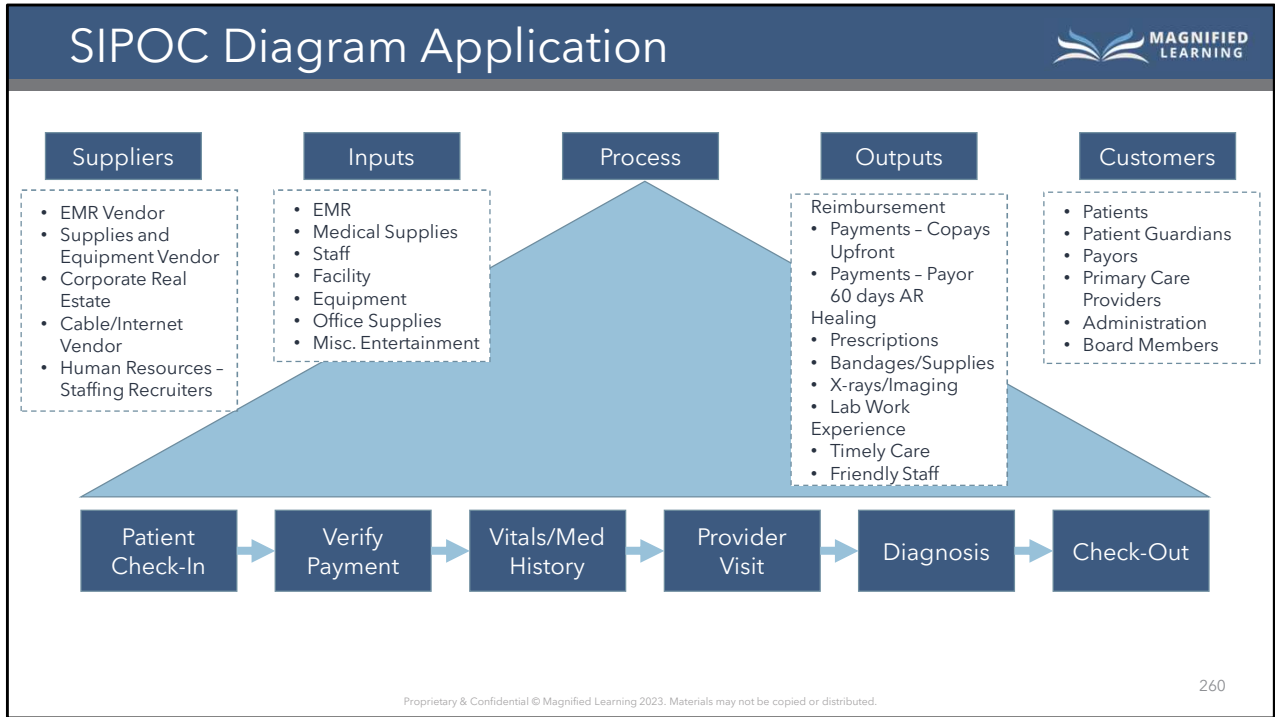 SIPOC Diagram Application
MAGNIFIED
LEARNING
Suppliers
Inputs
Process
Outputs
Customers
• EMR Vendor
• Supplies and
Equipment Vendor
• Corporate Real
Estate
• Cable/Internet
Vendor
• Human Resources –
Staffing Recruiters
• EMR
• Medical Supplies
• Staff
• Facility
• Equipment
• Office Supplies
• Misc. Entertainment
Reimbursement
• Payments – Copays
Upfront
• Payments – Payor
60 days AR
Healing
• Prescriptions
• Bandages/Supplies
• X-rays/Imaging
• Lab Work
Experience
• Timely Care
• Friendly Staff
• Patients
• Patient Guardians
• Payors
• Primary Care
Providers
• Administration
• Board Members
Patient
Check-In
Verify
Payment
Vitals/Med
History
Provider
Visit
Diagnosis
Check-Out
260
Proprietary & Confidential © Magnified Learning 2023. Materials may not be copied or distributed.